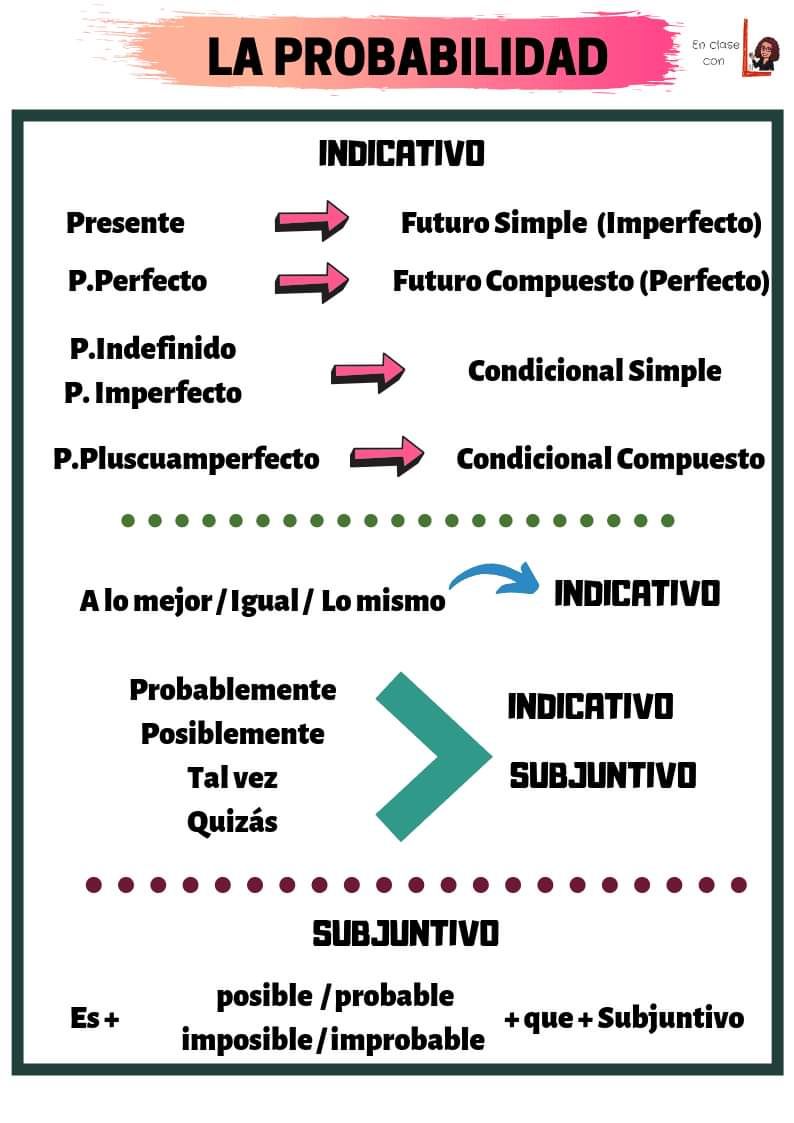 LA PROBABILIDAD
En clase
con L
INDICATIVO
Presente Futuro Simple (Imperfecto)
P.Perfecto Futuro Compuesto (Perfecto)
P.Indefinido
P. Imperfecto
Condicional Simple
P.Pluscuamperfecto Condicional Compuesto
A lo mejor / Igual / Lo mismo INDICATIVO
Probablemente
Posiblemente
Tal vez
Quizás
INDICATIVO
SUBJUNTIVO
SUBJUNTIVO
Es +
posible / probable
imposible / improbable
+ que + Subjuntivo